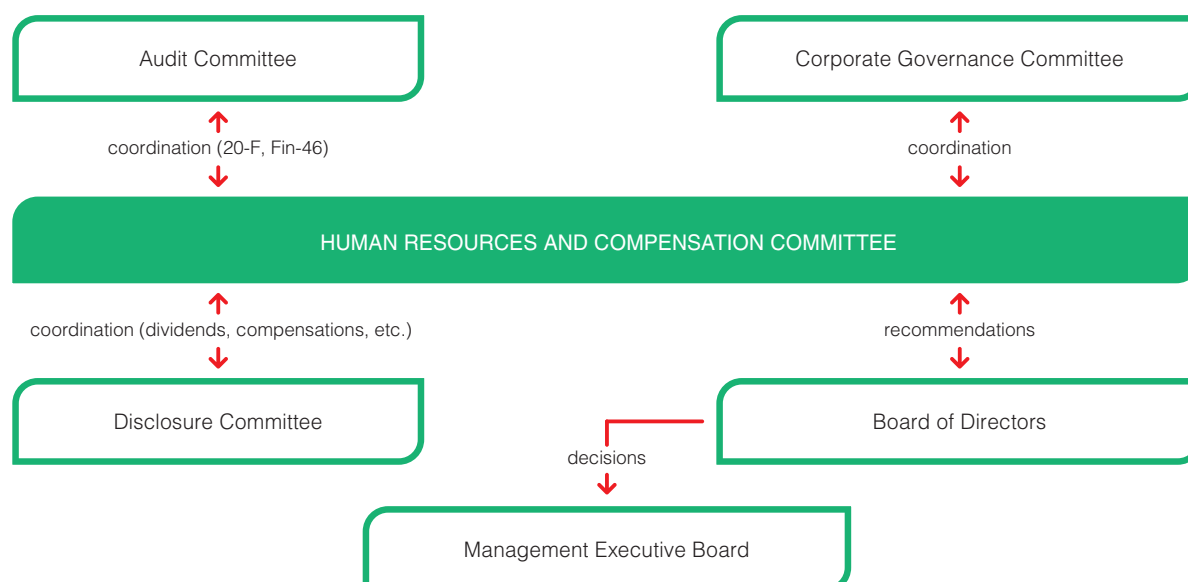 Audit Committee
Corporate Governance Committee
coordination (20-F, Fin-46)
coordination
HUMAN RESOURCES AND COMPENSATION COMMITTEE
coordination (dividends, compensations, etc.)
recommendations
Disclosure Committee
Board of Directors
decisions
Management Executive Board